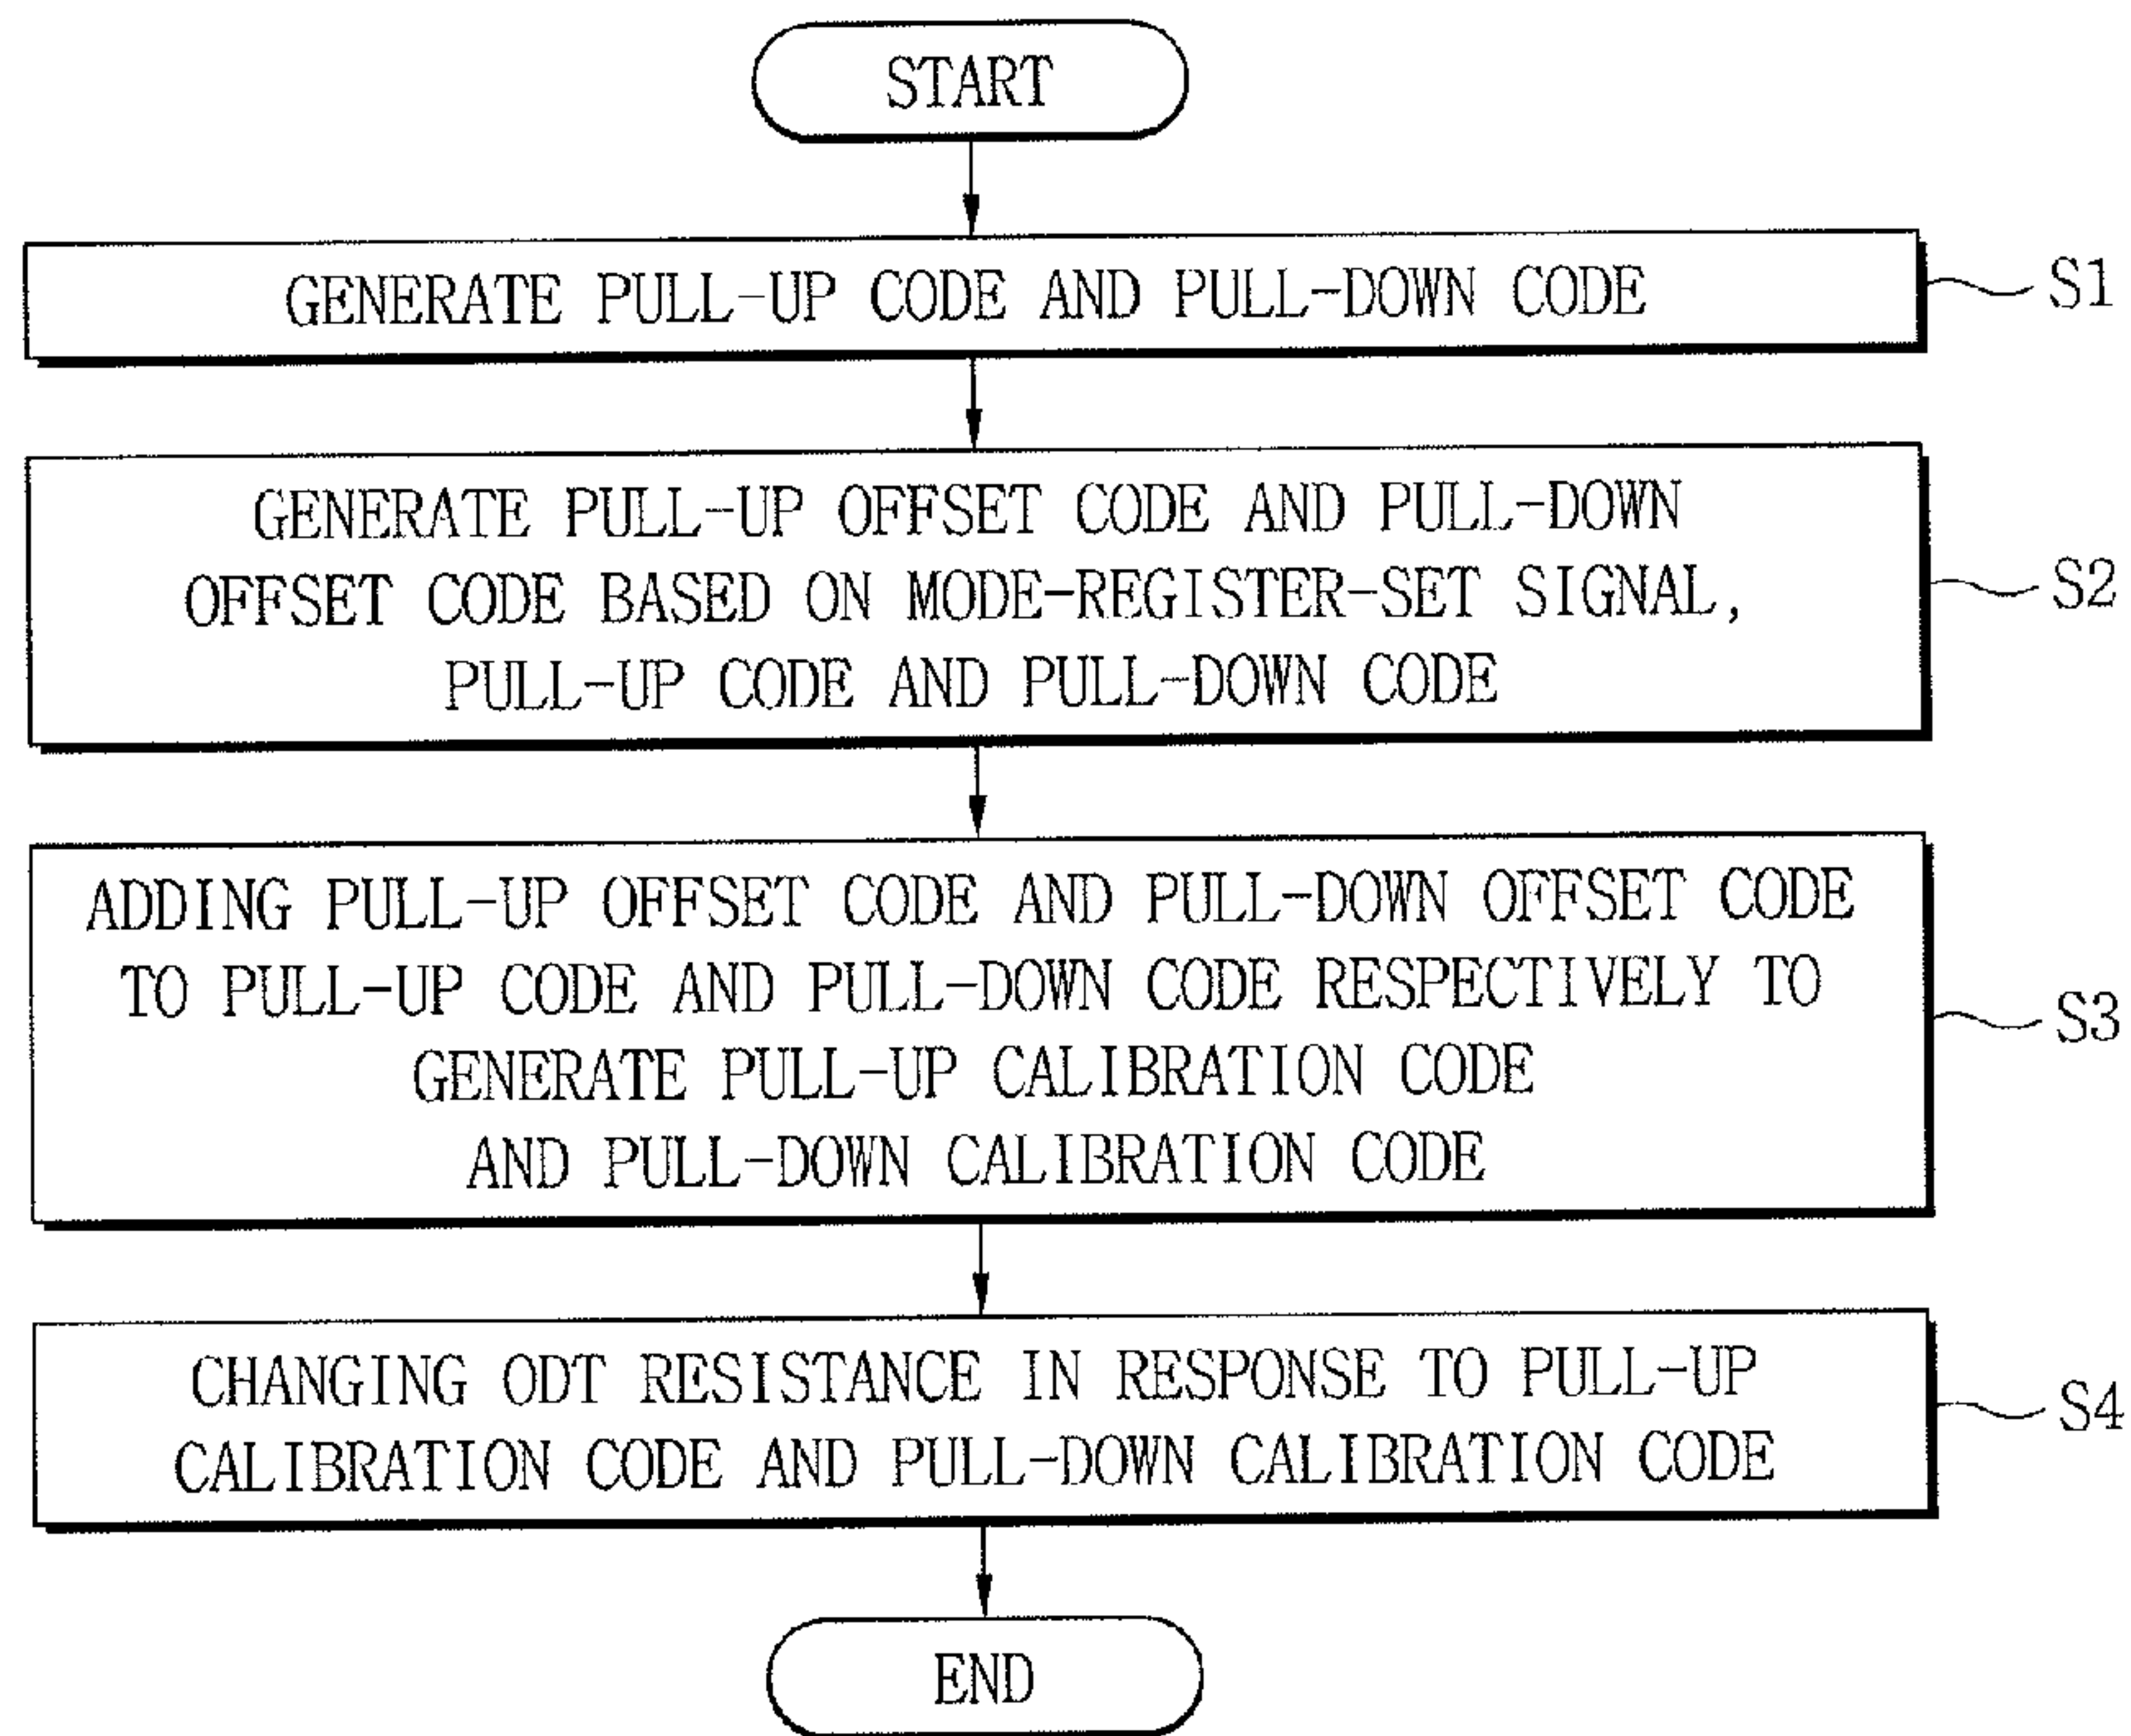 START
GENERATE PULL-UP CODE AND PULL-DOWN CODE
S1
GENERATE PULL-UP OFFSET CODE AND PULL-DOWN
OFFSET CODE BASED ON MODE-REGISTER-SET SIGNAL,
PULL-UP CODE AND PULL-DOWN CODE
S2
ADDING PULL-UP OFFSET CODE AND PULL-DOWN OFFSET CODE
TO PULL-UP CODE AND PULL-DOWN CODE RESPECTIVELY TO
GENERATE PULL-UP CALIBRATION CODE
AND PULL-DOWN CALIBRATION CODE
S3
CHANGING ODT RESISTANCE IN RESPONSE TO PULL-UP
CALIBRATION CODE AND PULL-DOWN CALIBRATION CODE
S4
END